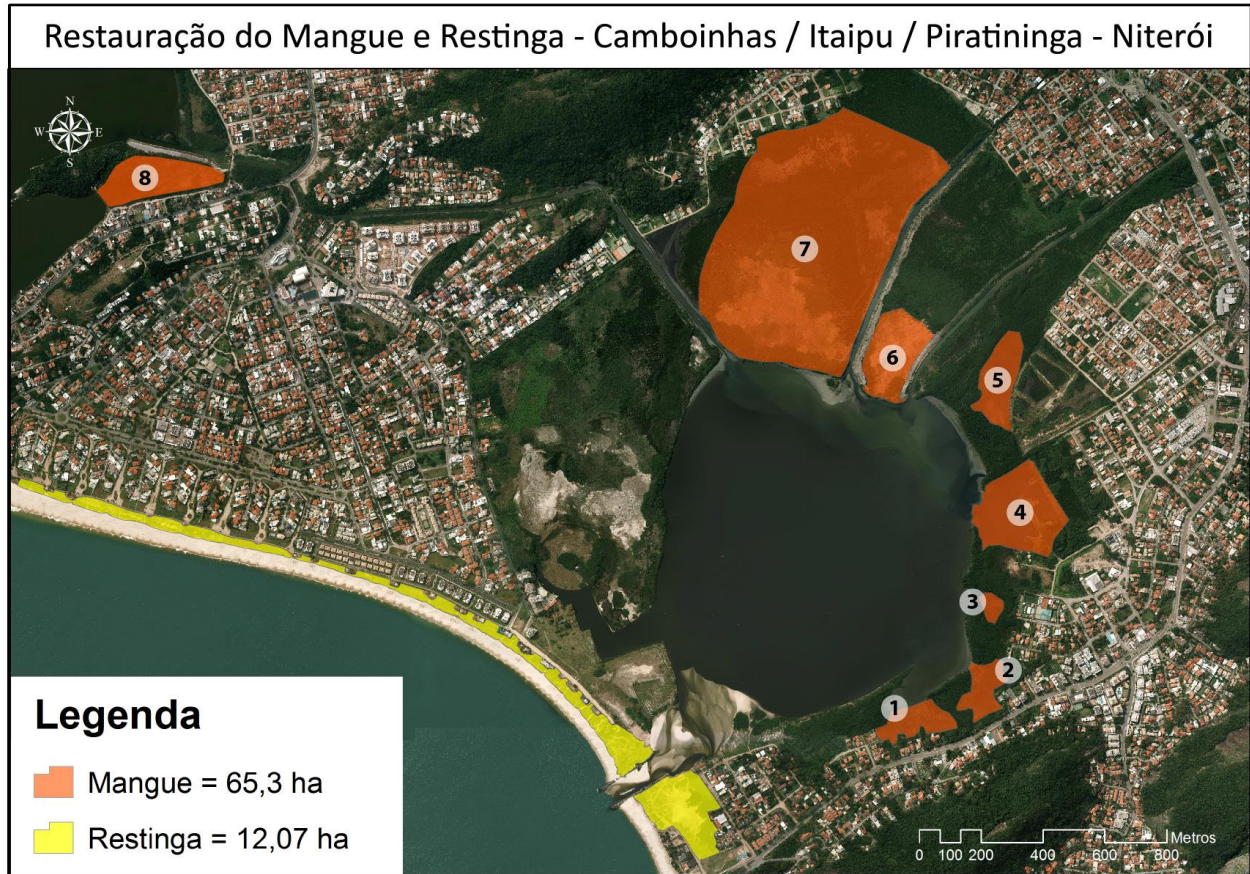 Restauração do Mangue e Restinga - Camboinhas / Itaipu / Piratininga - Niterói
N
W E
S
8
7
6
5
4
3
2
1
Legenda
Mangue = 65,3 ha
Restinga = 12,07 ha
Metros
0 100 200 400 600 800